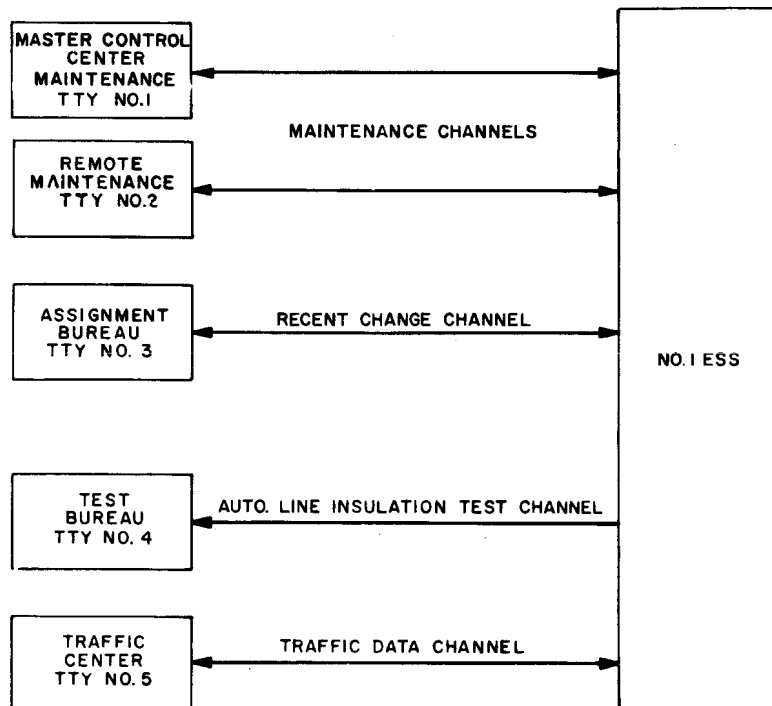 MASTER CONTROL
CENTER
MAINTENANCE
TTY NO.1
MAINTENANCE CHANNELS
REMOTE
MAINTENANCE
TTY NO.2
ASSIGNMENT
BUREAU
TTY NO. 3
RECENT CHANGE CHANNEL
NO.1 ESS
TEST
BUREAU
TTY NO. 4
AUTO. LINE INSULATION TEST CHANNEL
TRAFFIC
CENTER
TTY NO.5
TRAFFIC DATA CHANNEL